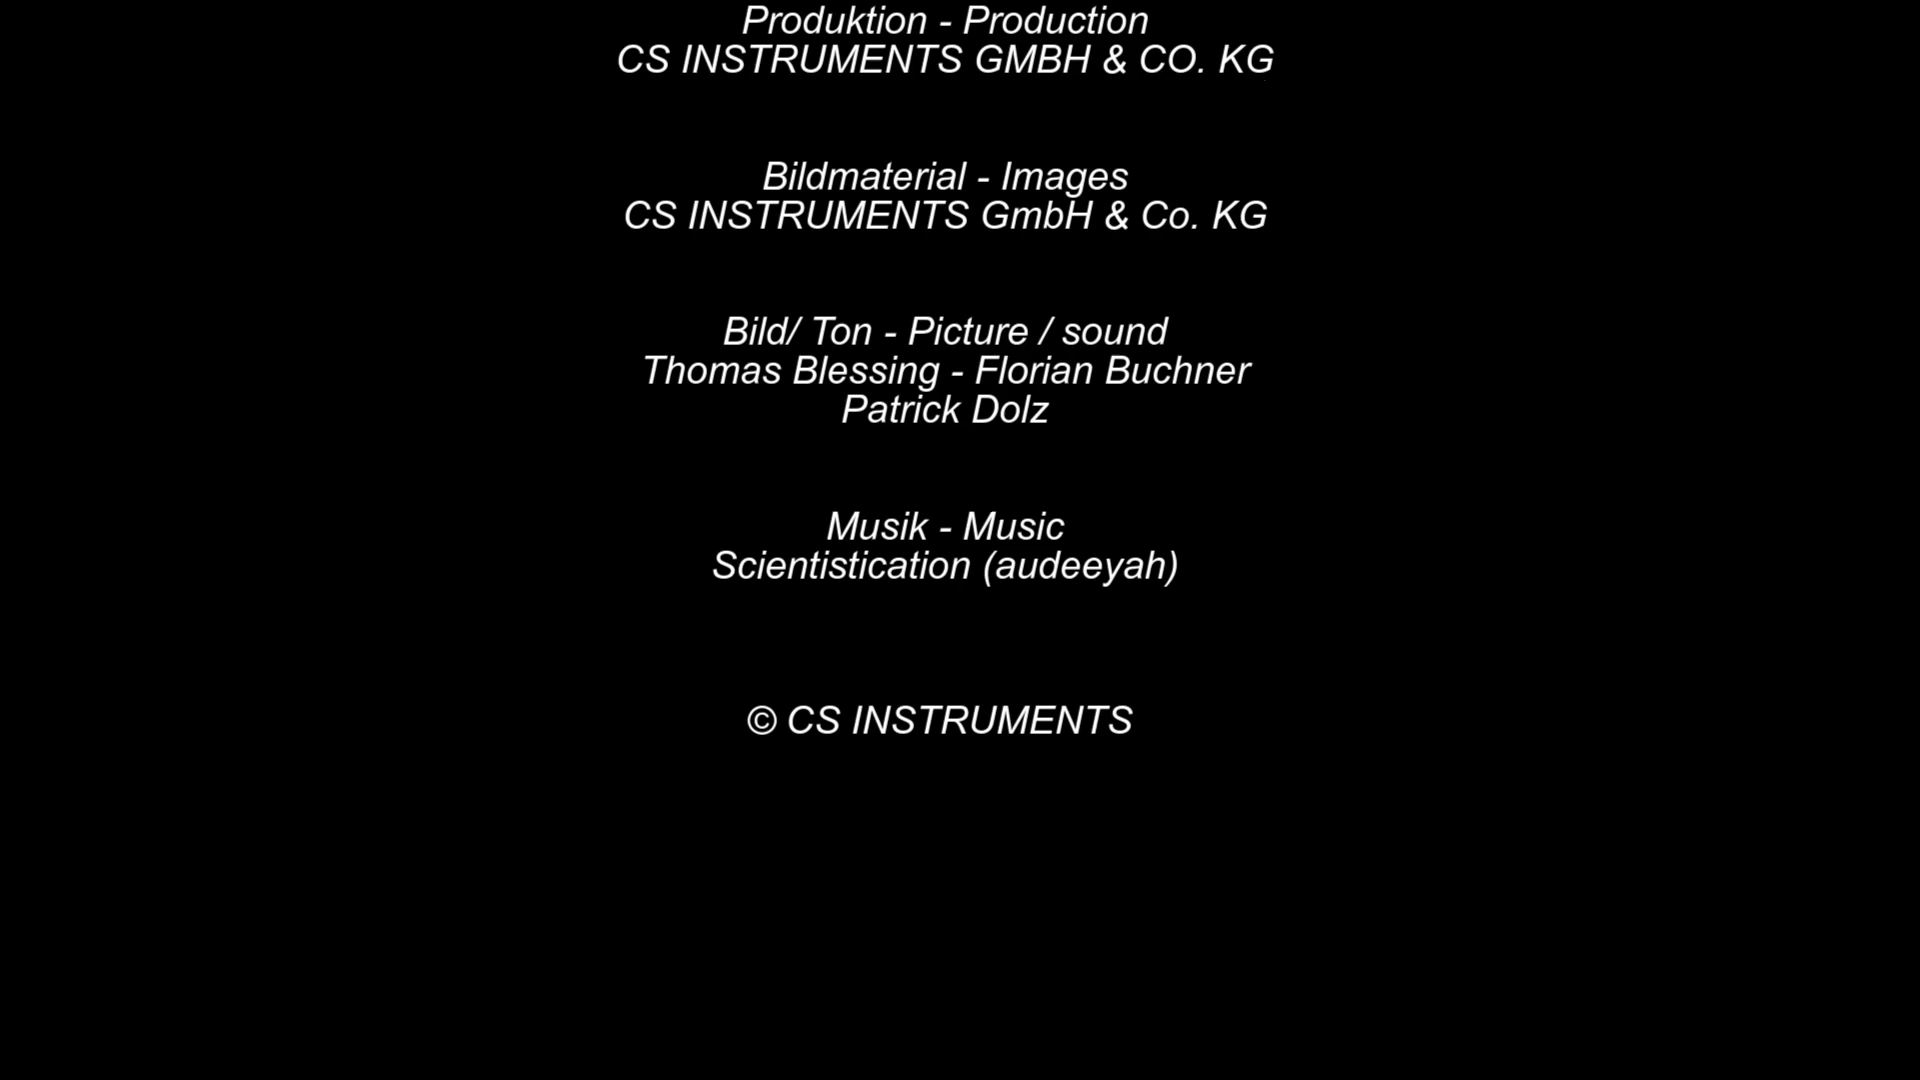 Produktion - Production
CS INSTRUMENTS GMBH & CO. KG
Bildmaterial - Images
CS INSTRUMENTS GmbH & Co. KG
Bild/ Ton - Picture / sound
Thomas Blessing - Florian Buchner
Patrick Dolz
Musik - Music
Scientistication (audeeyah)
© CS INSTRUMENTS